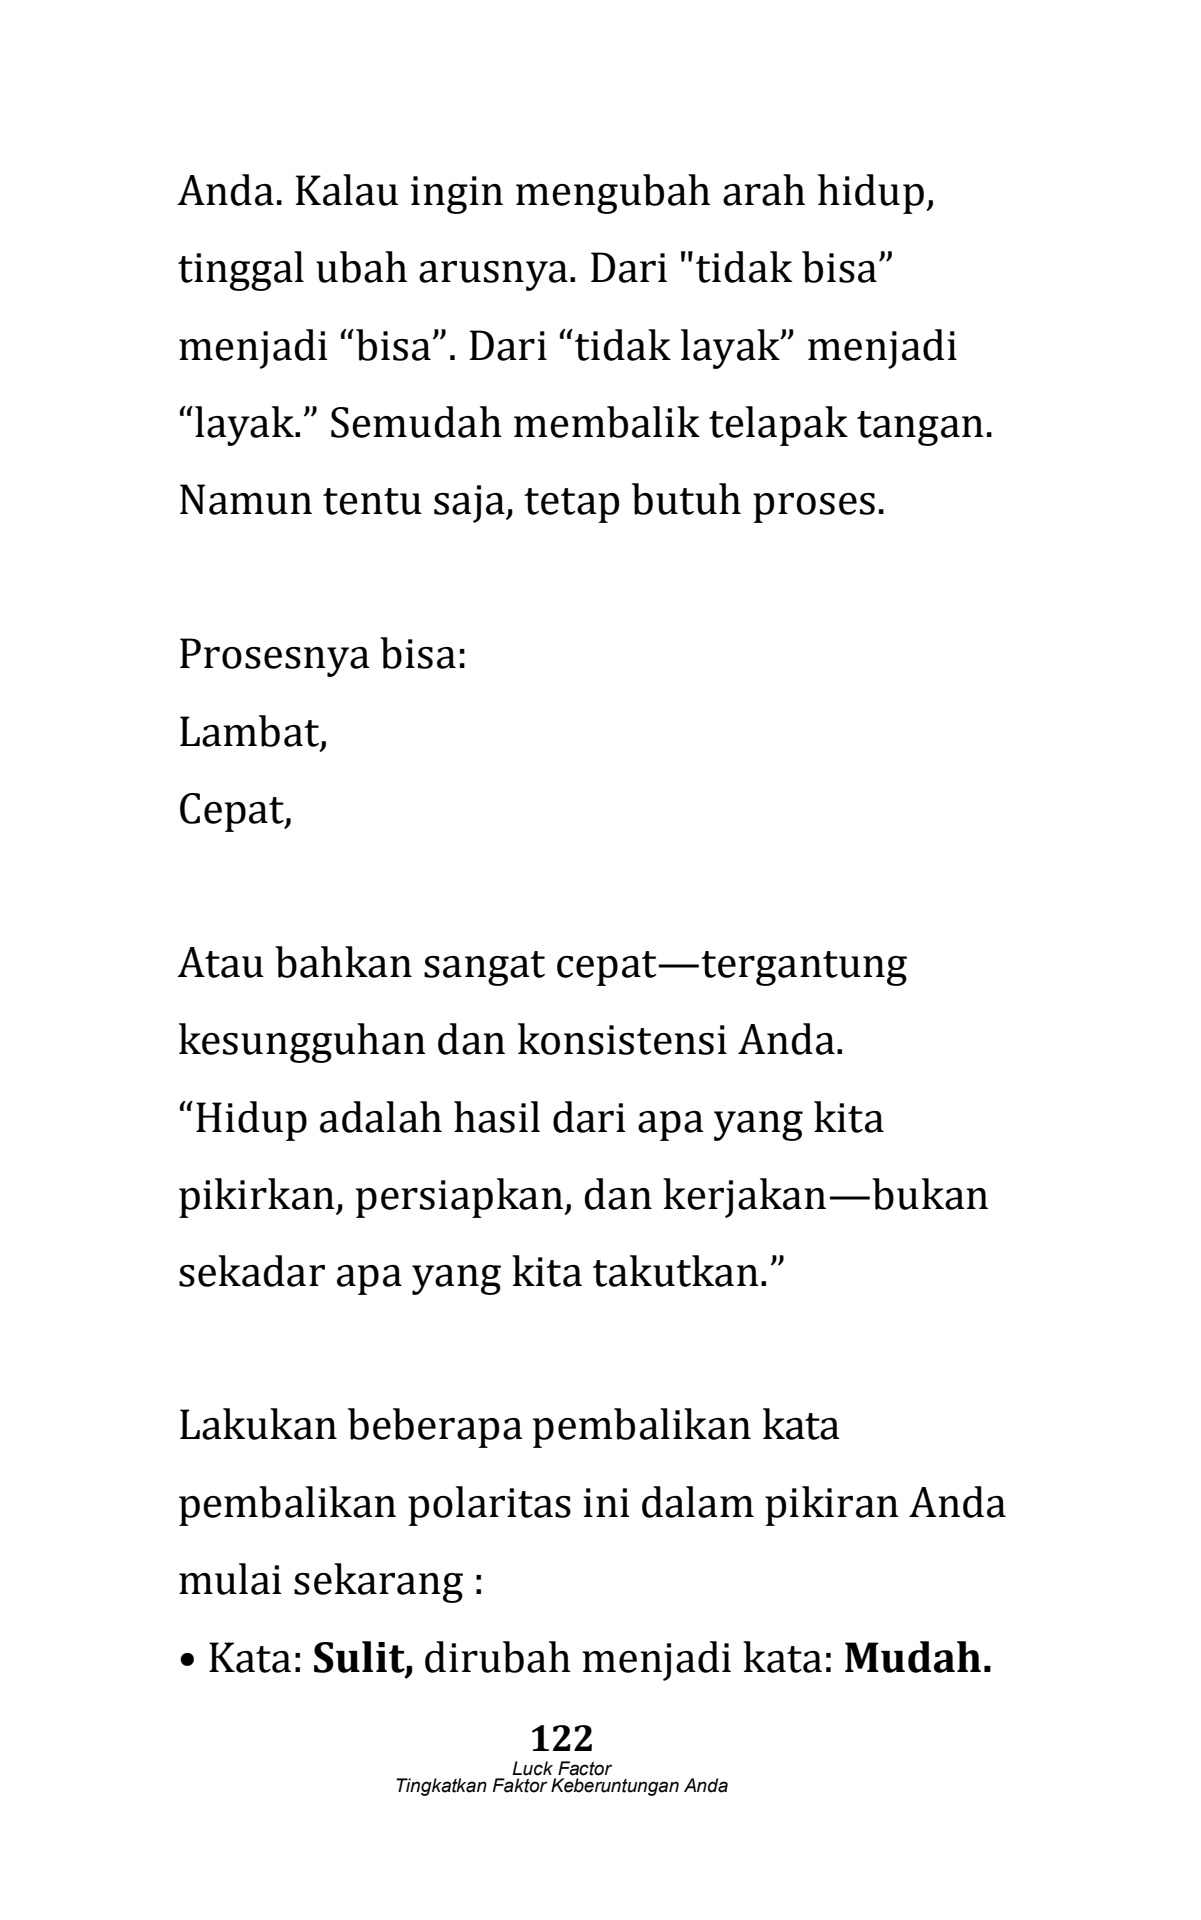 Anda. Kalau ingin mengubah arah hidup,
tinggal ubah arusnya. Dari "tidak bisa”
menjadi “bisa”. Dari “tidak layak” menjadi
“layak.” Semudah membalik telapak tangan.
Namun tentu saja, tetap butuh proses.
Prosesnya bisa:
Lambat,
Cepat,
Atau bahkan sangat cepat—tergantung
kesungguhan dan konsistensi Anda.
“Hidup adalah hasil dari apa yang kita
pikirkan, persiapkan, dan kerjakan—bukan
sekadar apa yang kita takutkan.”
Lakukan beberapa pembalikan kata
pembalikan polaritas ini dalam pikiran Anda
mulai sekarang :
• Kata: Sulit, dirubah menjadi kata: Mudah.
122
Luck Factor
Tingkatkan Faktor Keberuntungan Anda